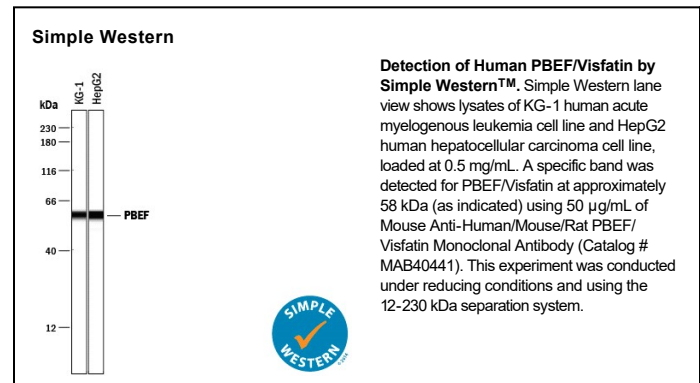 Simple Western
KG-1
HepG2
kDa
230
180
116
66
PBEF
40
12
SIMPLE
WESTERN
©2014
Detection of Human PBEF/Visfatin by
Simple Western™. Simple Western lane
view shows lysates of KG-1 human acute
myelogenous leukemia cell line and HepG2
human hepatocellular carcinoma cell line,
loaded at 0.5 mg/mL. A specific band was
detected for PBEF/Visfatin at approximately
58 kDa (as indicated) using 50 µg/mL of
Mouse Anti-Human/Mouse/Rat PBEF/
Visfatin Monoclonal Antibody (Catalog #
MAB40441). This experiment was conducted
under reducing conditions and using the
12-230 kDa separation system.